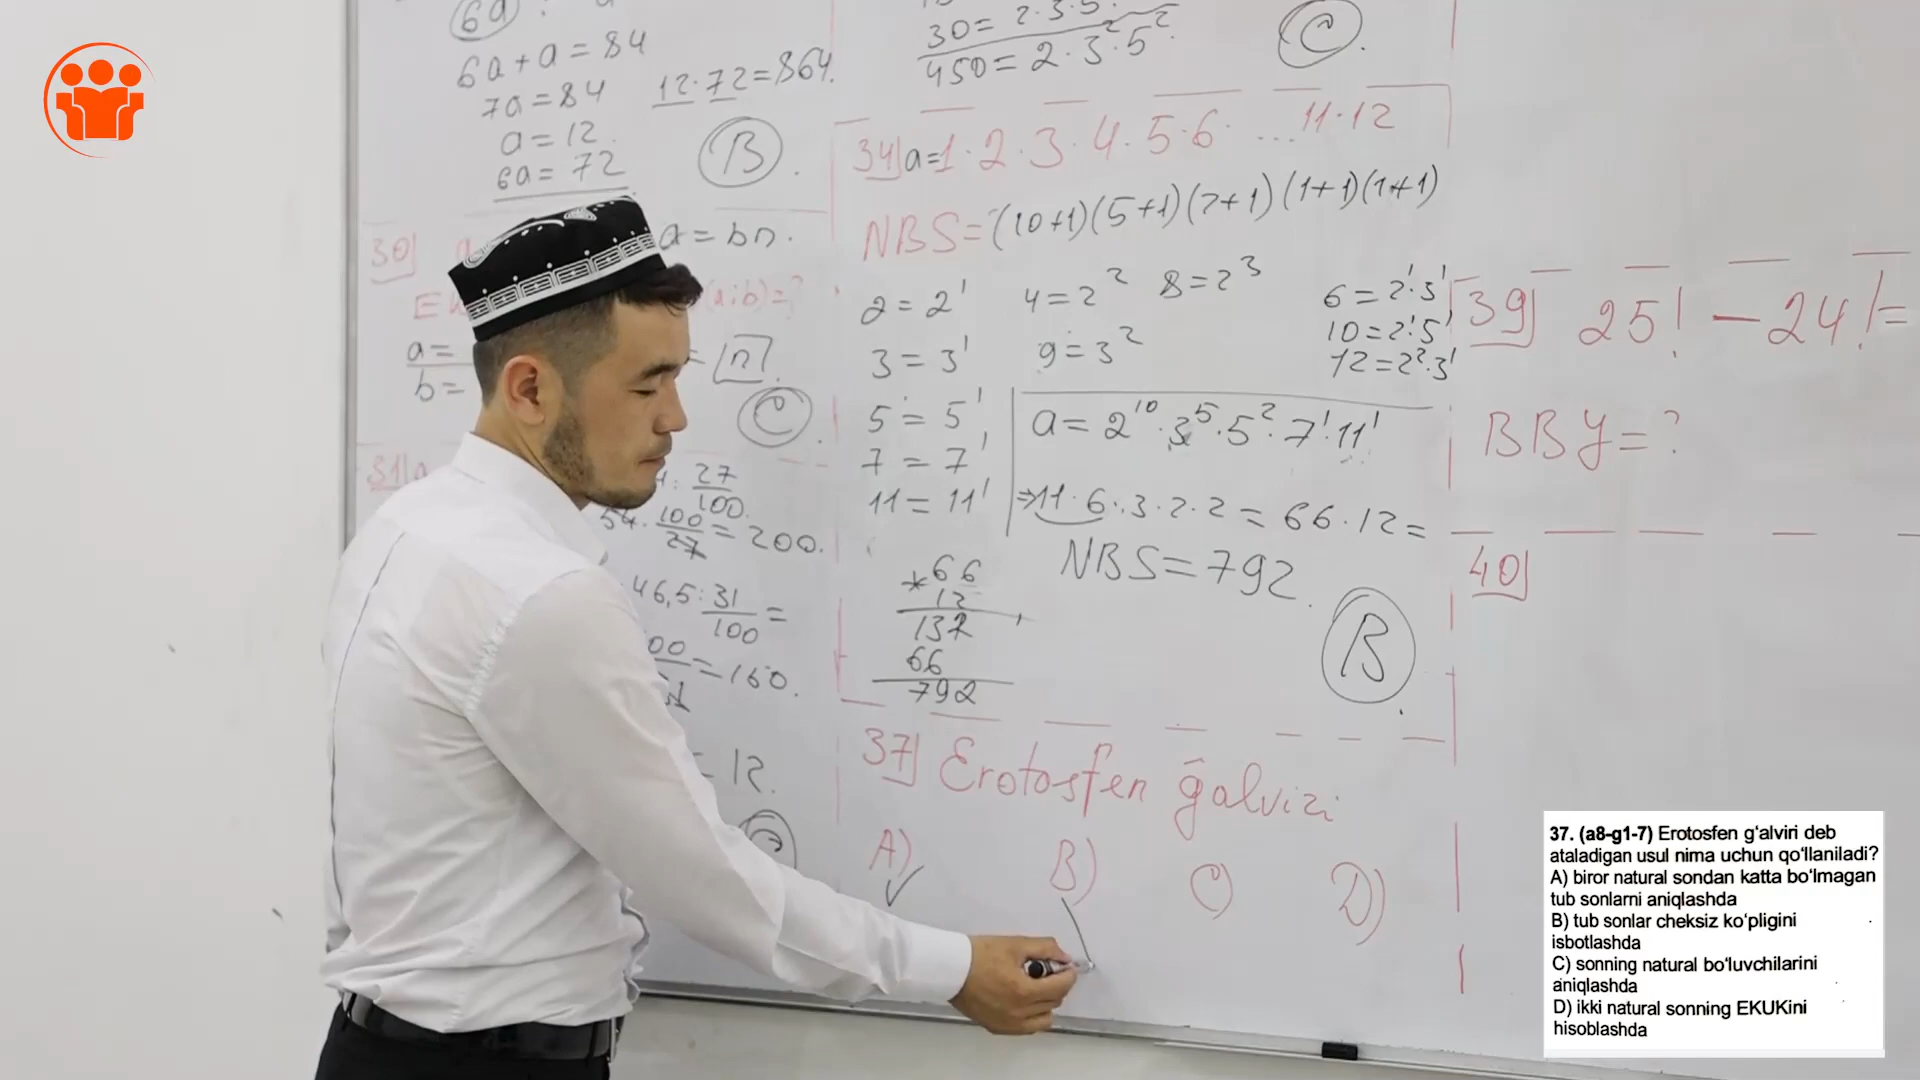 6a
6a + a = 84
7a = 84
a = 12
6a = 72
12 · 72 = 864.
B
30 = 2 · 3 · 5
450 = 2 · 3² · 5²
C
34) a = 1 · 2 · 3 · 4 · 5 · 6 · ... 11 · 12
NBS = (10+1)(5+1)(2+1)(1+1)(1+1)
2 = 2¹
4 = 2²
8 = 2³
6 = 2¹·3¹
3 = 3¹
9 = 3²
10 = 2¹·5¹
12 = 2²·3¹
5 = 5¹
7 = 7¹
11 = 11¹
a = 2¹⁰ · 3⁵ · 5² · 7¹ · 11¹
⇒ 11 · 6 · 3 · 2 · 2 = 66 · 12 =
NBS = 792.
B
* 66
12
132
66
792
30)
a = bn.
(a;b) = ?
a =
b =
= n
C
31) a
: 27/100
54 · 100/27 = 200.
46,5 : 31/100 =
= 150.
= 12.
37) Erotosfen g̃alviri
A) B) C) D)
39) 25! − 24! =
BBY = ?
40)
37. (a8-g1-7) Erotosfen g‘alviri deb
ataladigan usul nima uchun qo‘llaniladi?
A) biror natural sondan katta bo‘lmagan
tub sonlarni aniqlashda
B) tub sonlar cheksiz ko‘pligini
isbotlashda
C) sonning natural bo‘luvchilarini
aniqlashda
D) ikki natural sonning EKUKini
hisoblashda